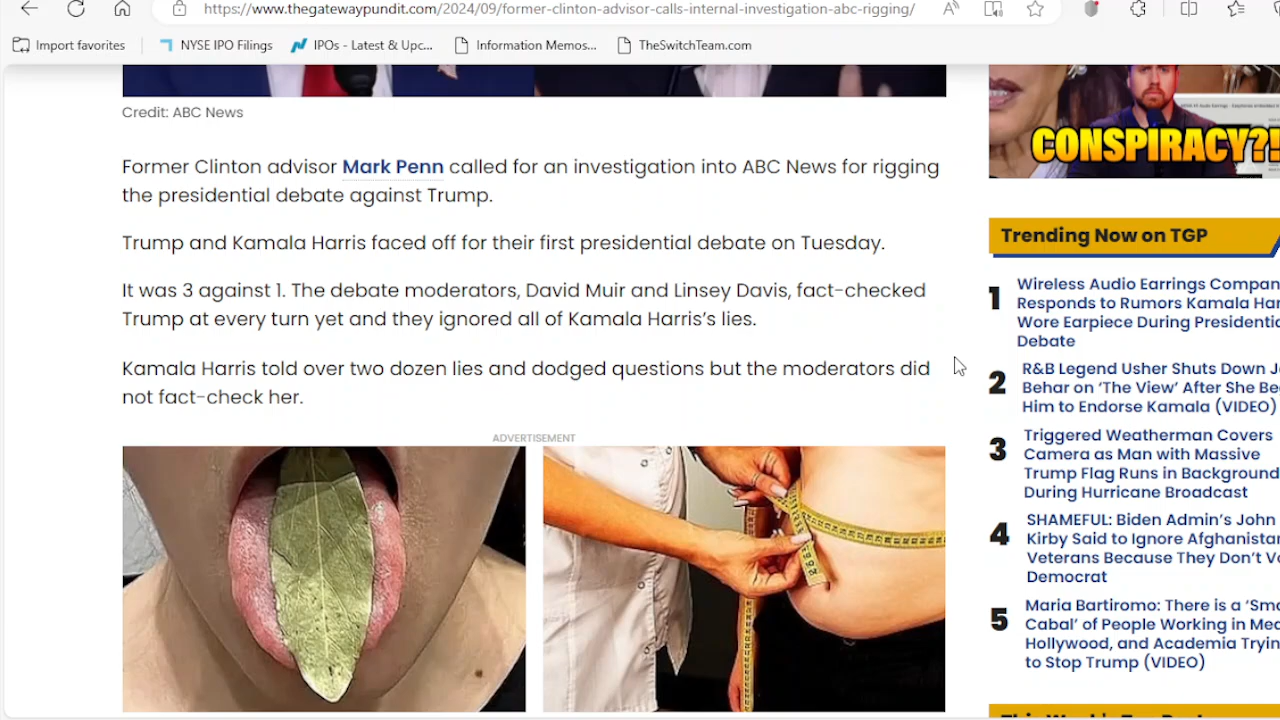 https://www.thegatewaypundit.com/2024/09/former-clinton-advisor-calls-internal-investigation-abc-rigging/
Import favorites
NYSE IPO Filings
IPOs - Latest & Upc...
Information Memos...
TheSwitchTeam.com
Credit: ABC News
Former Clinton advisor Mark Penn called for an investigation into ABC News for rigging
the presidential debate against Trump.
Trump and Kamala Harris faced off for their first presidential debate on Tuesday.
It was 3 against 1. The debate moderators, David Muir and Linsey Davis, fact-checked
Trump at every turn yet and they ignored all of Kamala Harris's lies.
Kamala Harris told over two dozen lies and dodged questions but the moderators did
not fact-check her.
ADVERTISEMENT
CONSPIRACY?!
Trending Now on TGP
1
Wireless Audio Earrings Compan
Responds to Rumors Kamala Har
Wore Earpiece During Presidentic
Debate
2
R&B Legend Usher Shuts Down J
Behar on 'The View' After She Be
Him to Endorse Kamala (VIDEO)
3
Triggered Weatherman Covers
Camera as Man with Massive
Trump Flag Runs in Background
During Hurricane Broadcast
4
SHAMEFUL: Biden Admin's John
Kirby Said to Ignore Afghanistan
Veterans Because They Don't Vo
Democrat
5
Maria Bartiromo: There is a 'Sma
Cabal' of People Working in Med
Hollywood, and Academia Tryin
to Stop Trump (VIDEO)